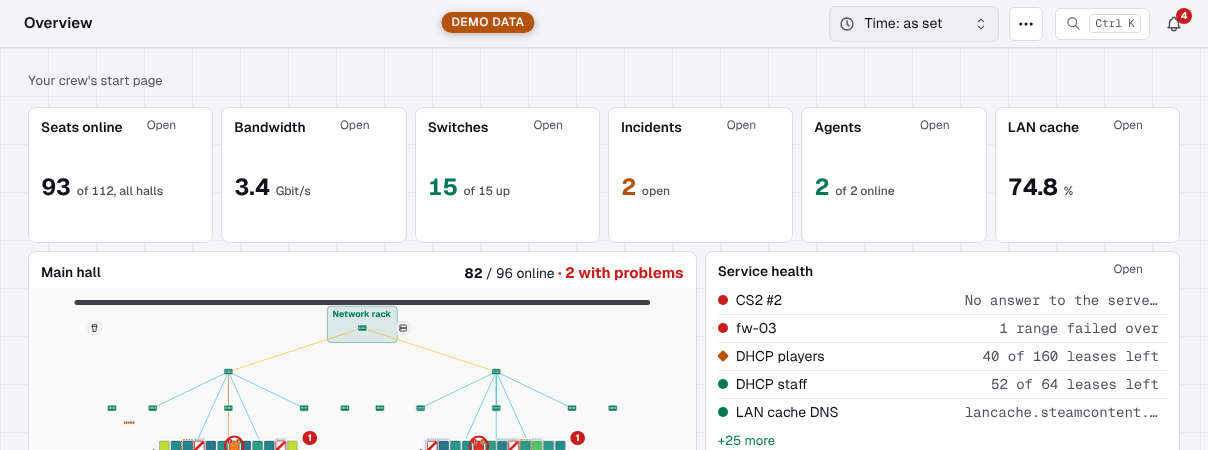 Overview
DEMO DATA
Time: as set
Ctrl K
4
Your crew's start page
Seats online Open
93 of 112, all halls
Bandwidth Open
3.4 Gbit/s
Switches Open
15 of 15 up
Incidents Open
2 open
Agents Open
2 of 2 online
LAN cache Open
74.8 %
Main hall
82 / 96 online · 2 with problems
Network rack
1
1
Service health Open
CS2 #2 No answer to the serve…
fw-03 1 range failed over
DHCP players 40 of 160 leases left
DHCP staff 52 of 64 leases left
LAN cache DNS lancache.steamcontent.…
+25 more